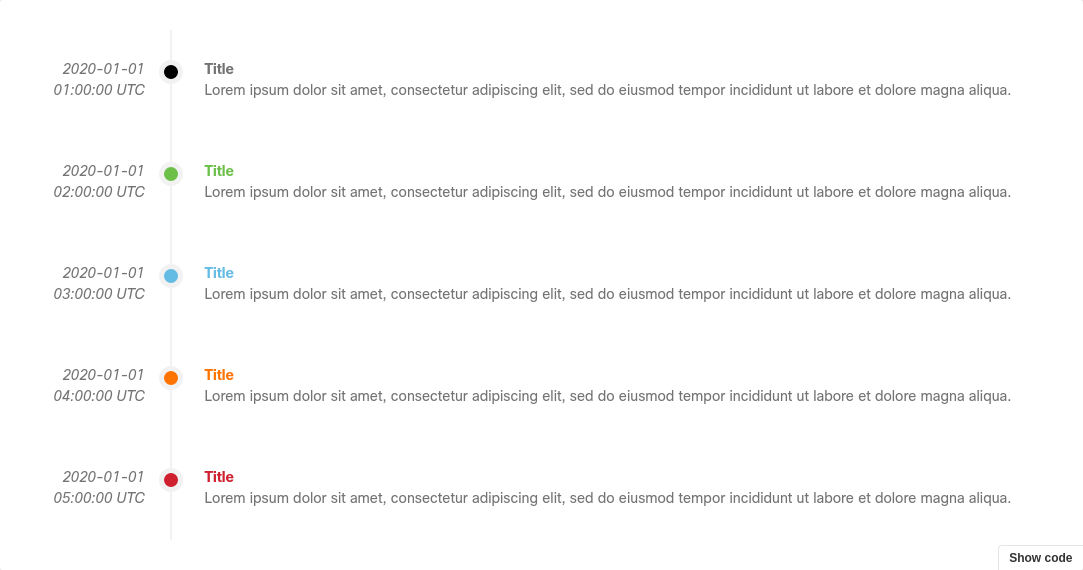 2020-01-01
01:00:00 UTC
Title
Lorem ipsum dolor sit amet, consectetur adipiscing elit, sed do eiusmod tempor incididunt ut labore et dolore magna aliqua.
2020-01-01
02:00:00 UTC
Title
Lorem ipsum dolor sit amet, consectetur adipiscing elit, sed do eiusmod tempor incididunt ut labore et dolore magna aliqua.
2020-01-01
03:00:00 UTC
Title
Lorem ipsum dolor sit amet, consectetur adipiscing elit, sed do eiusmod tempor incididunt ut labore et dolore magna aliqua.
2020-01-01
04:00:00 UTC
Title
Lorem ipsum dolor sit amet, consectetur adipiscing elit, sed do eiusmod tempor incididunt ut labore et dolore magna aliqua.
2020-01-01
05:00:00 UTC
Title
Lorem ipsum dolor sit amet, consectetur adipiscing elit, sed do eiusmod tempor incididunt ut labore et dolore magna aliqua.
Show code